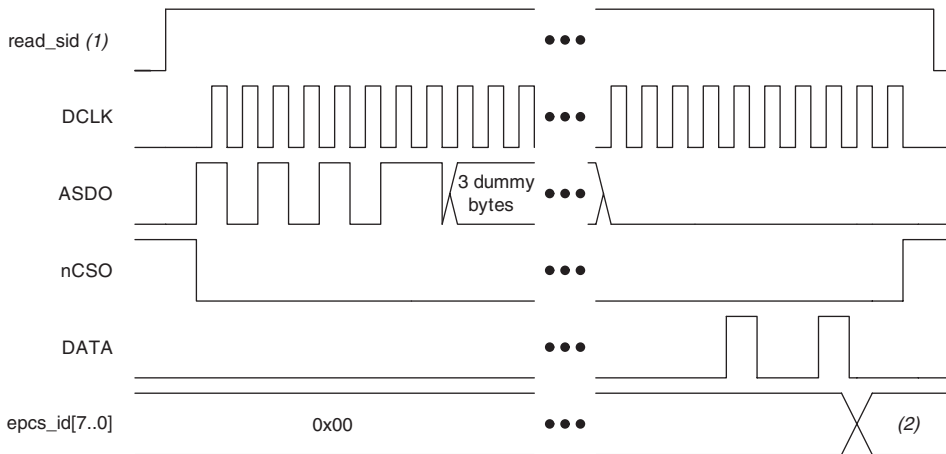 read_sid (1)
DCLK
ASDO
3 dummy
bytes
nCSO
DATA
epcs_id[7..0]
0x00
(2)